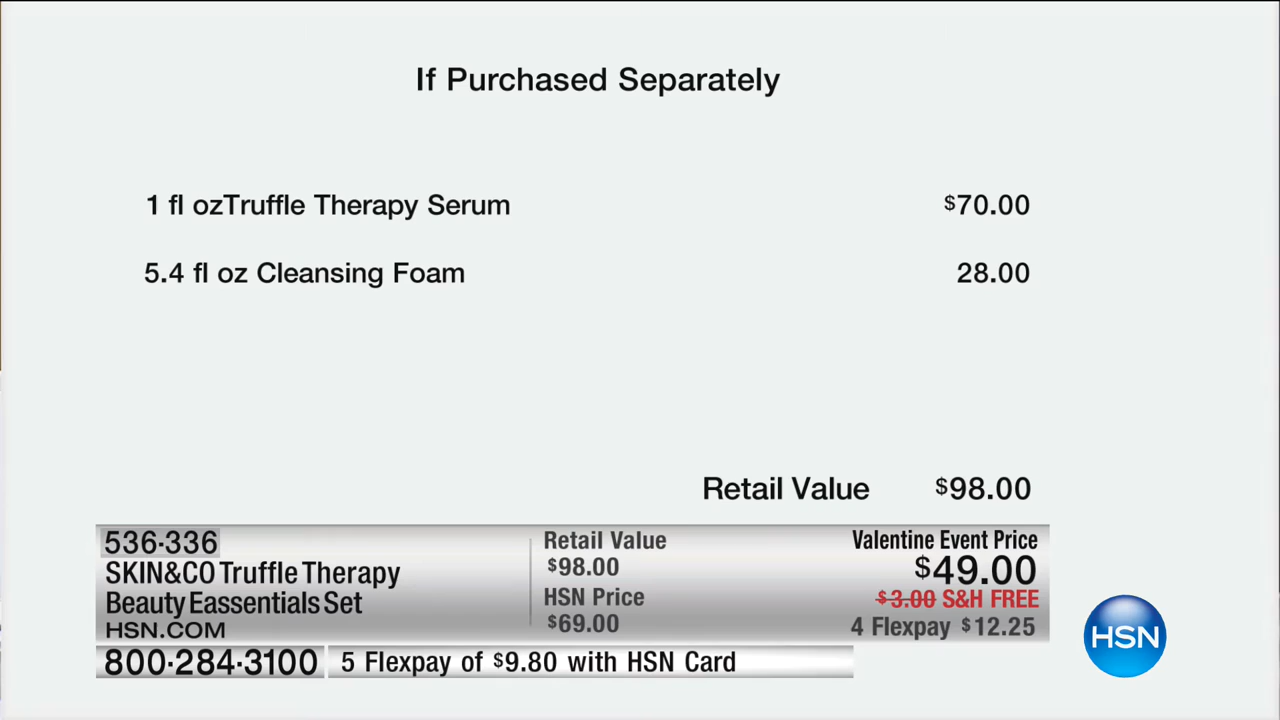 If Purchased Separately
1 fl ozTruffle Therapy Serum $70.00
5.4 fl oz Cleansing Foam 28.00
Retail Value $98.00
536·336
SKIN&CO Truffle Therapy
Beauty Eassentials Set
HSN.COM
Retail Value
$98.00
HSN Price
$69.00
Valentine Event Price
$49.00
$3.00 S&H FREE
4 Flexpay $12.25
800·284·3100
5 Flexpay of $9.80 with HSN Card
HSN